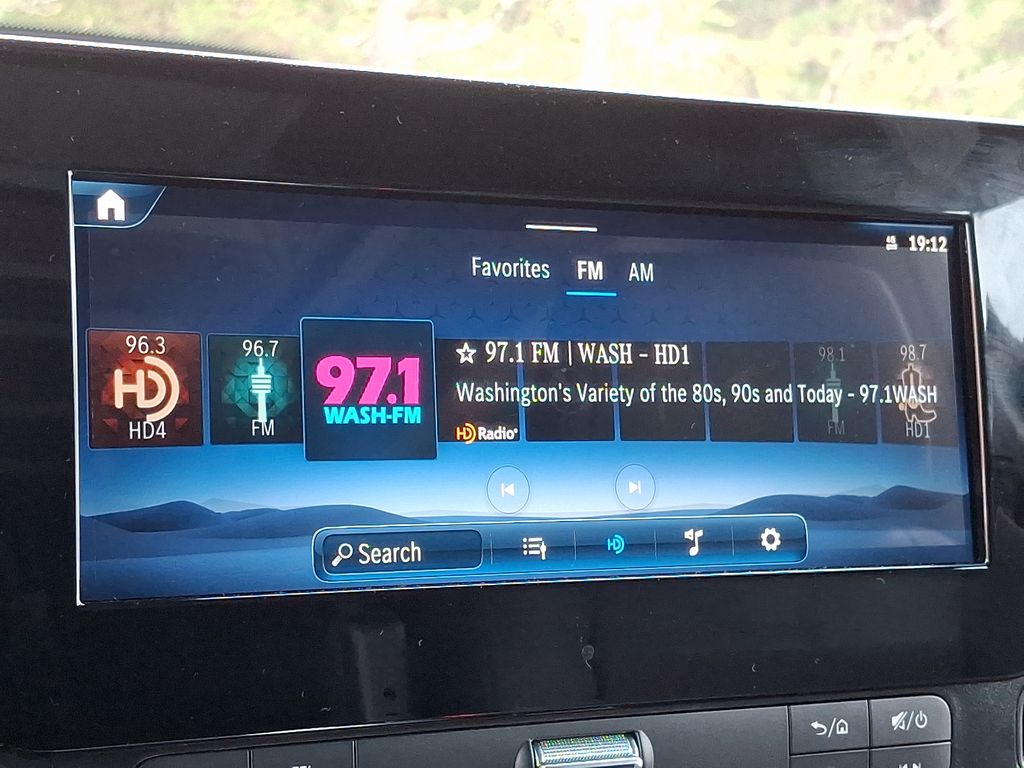 19:12
Favorites FM AM
96.3
HD
HD4
96.7
FM
97.1
WASH-FM
97.1 FM | WASH - HD1
Washington's Variety of the 80s, 90s and Today - 97.1WASH
HD Radio
98.1
FM
98.7
HD1
Search
HD